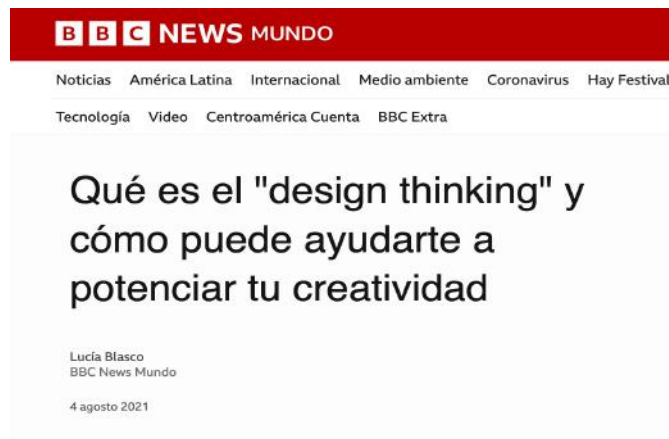 BBC NEWS MUNDO
Noticias América Latina Internacional Medio ambiente Coronavirus Hay Festival
Tecnología Video Centroamérica Cuenta BBC Extra
Qué es el "design thinking" y
cómo puede ayudarte a
potenciar tu creatividad
Lucía Blasco
BBC News Mundo
4 agosto 2021